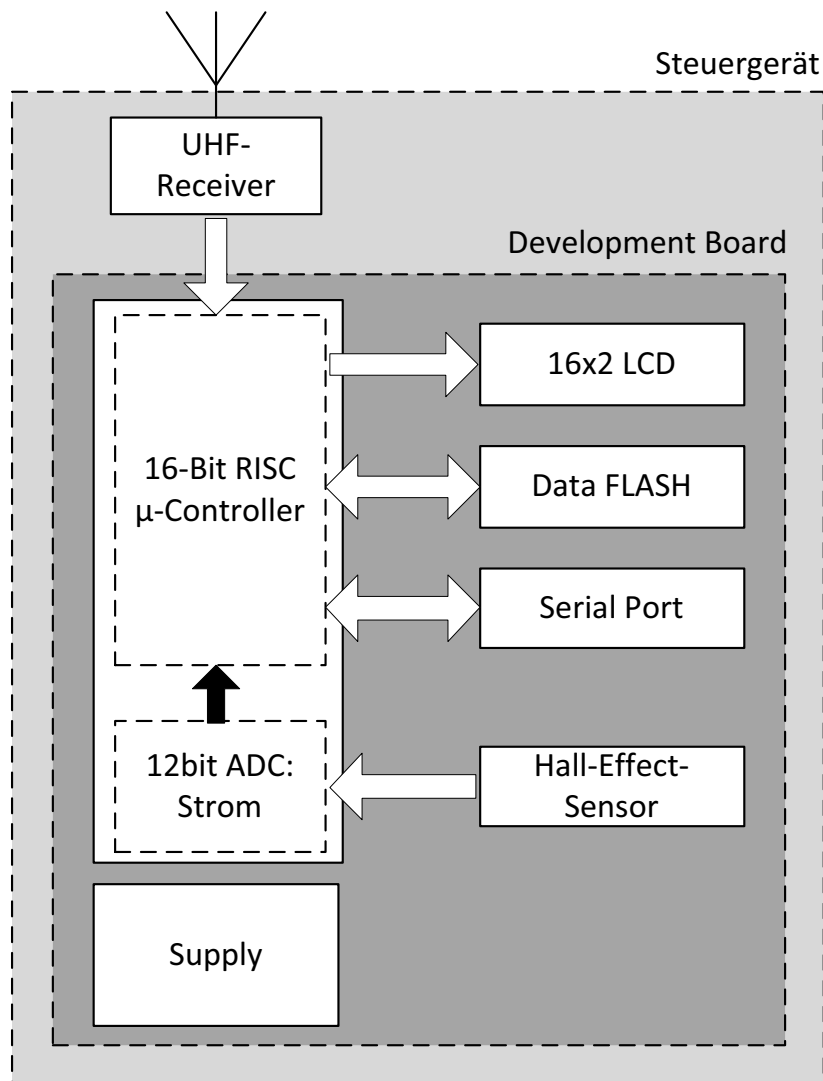 Steuergerät
UHF-
Receiver
Development Board
16-Bit RISC
µ-Controller
16x2 LCD
Data FLASH
Serial Port
12bit ADC:
Strom
Hall-Effect-
Sensor
Supply